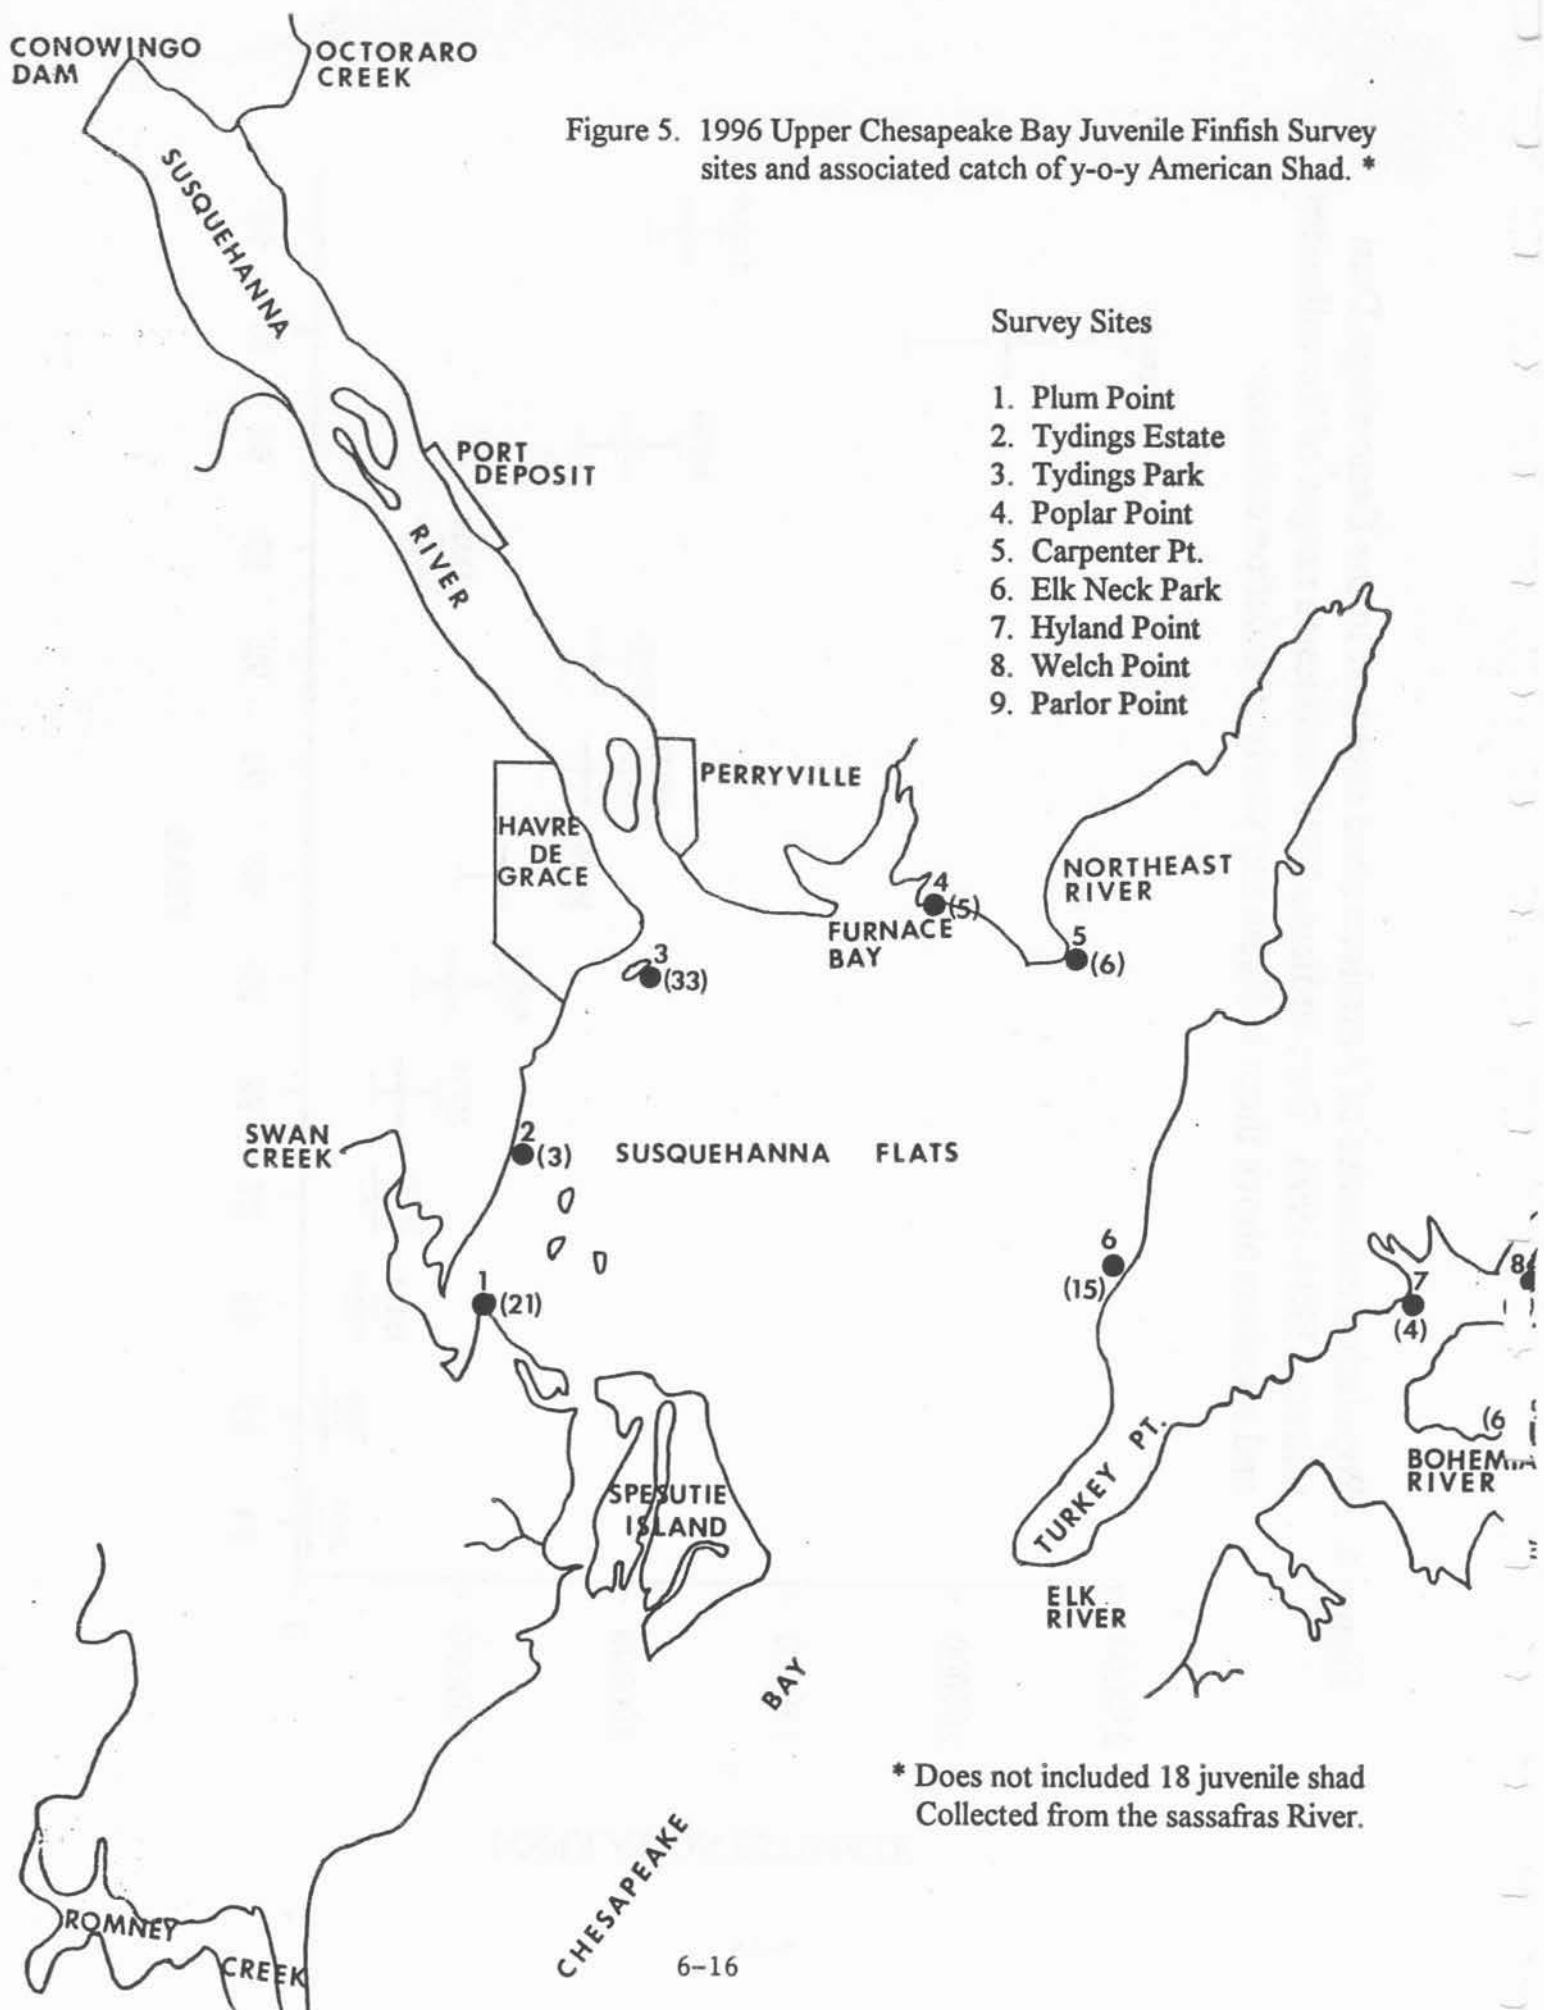 CONOWINGO
DAM
OCTORARO
CREEK
Figure 5. 1996 Upper Chesapeake Bay Juvenile Finfish Survey
sites and associated catch of y-o-y American Shad. *
SUSQUEHANNA
RIVER
Survey Sites
1. Plum Point
2. Tydings Estate
3. Tydings Park
4. Poplar Point
5. Carpenter Pt.
6. Elk Neck Park
7. Hyland Point
8. Welch Point
9. Parlor Point
PORT
DEPOSIT
PERRYVILLE
HAVRE
DE
GRACE
NORTHEAST
RIVER
4
(5)
FURNACE
BAY
5
(6)
3
(33)
SWAN
CREEK
2
(3)
SUSQUEHANNA FLATS
1
(21)
6
(15)
7
(4)
8
(6
BOHEMIA
RIVER
TURKEY PT.
SPESUTIE
ISLAND
ELK
RIVER
CHESAPEAKE BAY
* Does not included 18 juvenile shad
Collected from the sassafras River.
ROMNEY
CREEK
6-16